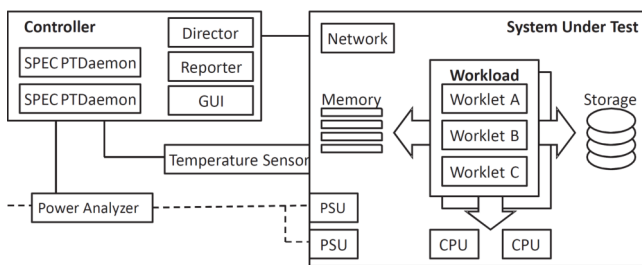 Controller
Director
SPEC PTDaemon
Reporter
SPEC PTDaemon
GUI
Temperature Sensor
Power Analyzer
System Under Test
Network
Workload
Memory
Worklet A
Storage
Worklet B
Worklet C
PSU
PSU
CPU
CPU